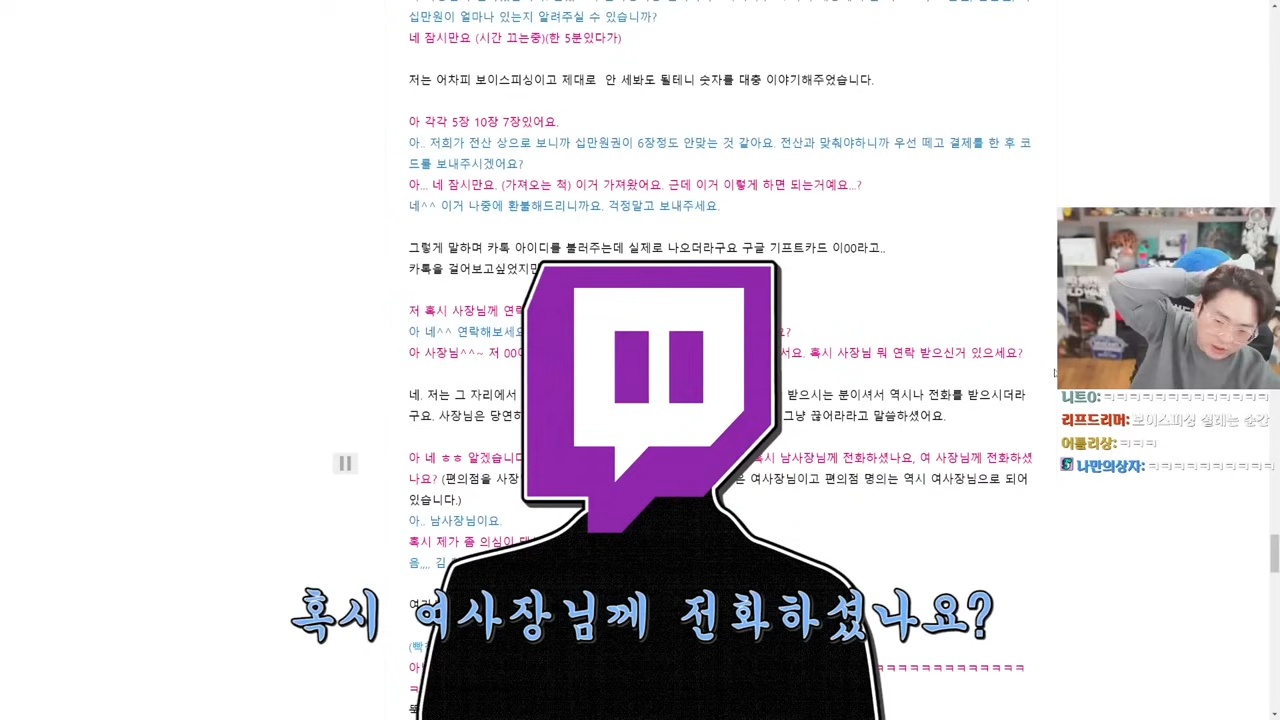 십만원이 얼마나 있는지 알려주실 수 있습니까?
네 잠시만요 (시간 끄는중)(한 5분있다가)
저는 어차피 보이스피싱이고 제대로 안 세봐도 될테니 숫자를 대충 이야기해주었습니다.
아 각각 5장 10장 7장있어요.
아.. 저희가 전산 상으로 보니까 십만원권이 6장정도 안맞는 것 같아요. 전산과 맞춰야하니까 우선 떼고 결제를 한 후 코
드를 보내주시겠어요?
아... 네 잠시만요. (가져오는 척) 이거 가져왔어요. 근데 이거 이렇게 하면 되는거예요...?
네^^ 이거 나중에 환불해드리니까요. 걱정말고 보내주세요.
그렇게 말하며 카톡 아이디를 불러주는데 실제로 나오더라구요 구글 기프트카드 이00라고..
카톡을 걸어보고싶었지만
저 혹시 사장님께
아 네^^ 연락해보세요
아 사장님^^~ 저 서요. 혹시 사장님 뭐 연락 받으신거 있으세요?
네. 저는 그 자리에서 받으시는 분이셔서 역시나 전화를 받으시더라
구요. 사장님은 그냥 끊어라라고 말씀하셨어요.
아 네 ㅎㅎ 남사장님께 전화하셨나요, 여 사장님께 전화하셨
나요? (편의점을 여사장님이고 편의점 명의는 역시 여사장님으로 되어
있습니다.)
아.. 남사장님이요.
혹시 제가 좀 의심이
음,,,, 김
혹시 여사장님께 전화하셨나요?
니트0: ㅋㅋㅋㅋㅋㅋㅋㅋㅋㅋㅋㅋㅋ
리프드리머: 보이스피싱 설레는 순간
어틀리상: ㅋㅋㅋ
나만의상자: ㅋㅋㅋㅋㅋㅋㅋㅋㅋㅋ